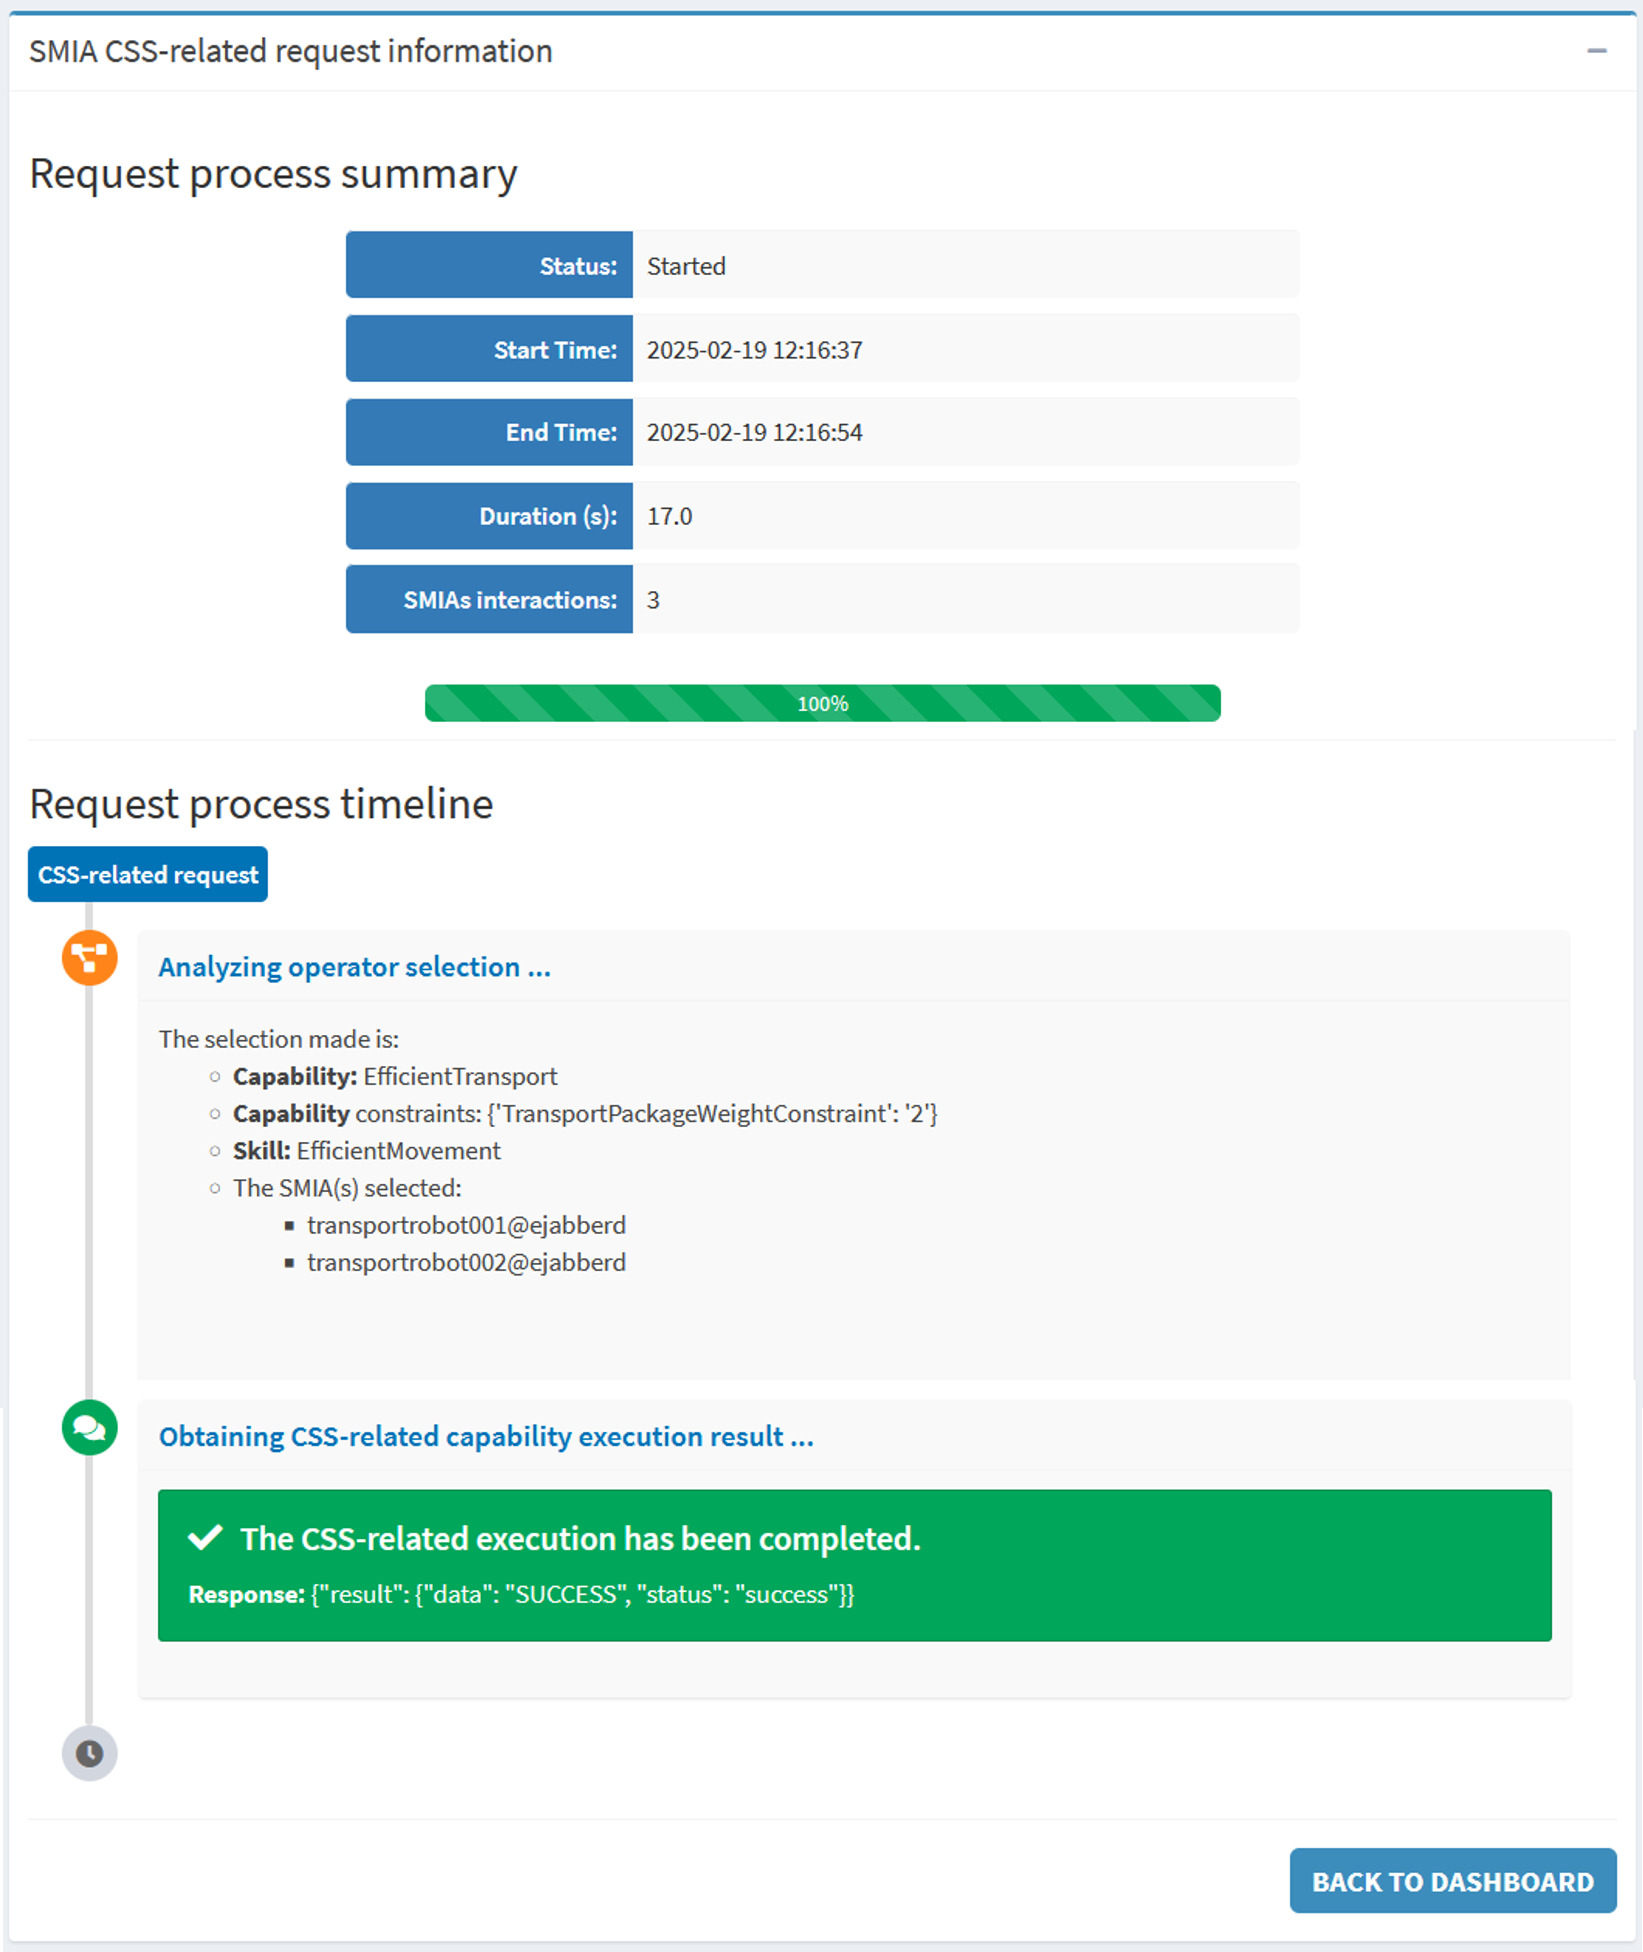 SMIA CSS-related request information
Request process summary
Status: Started
Start Time: 2025-02-19 12:16:37
End Time: 2025-02-19 12:16:54
Duration (s): 17.0
SMIAs interactions: 3
100%
Request process timeline
CSS-related request
Analyzing operator selection ...
The selection made is:
Capability: EfficientTransport
Capability constraints: {'TransportPackageWeightConstraint': '2'}
Skill: EfficientMovement
The SMIA(s) selected:
transportrobot001@ejabberd
transportrobot002@ejabberd
Obtaining CSS-related capability execution result ...
The CSS-related execution has been completed.
Response: {"result": {"data": "SUCCESS", "status": "success"}}
BACK TO DASHBOARD